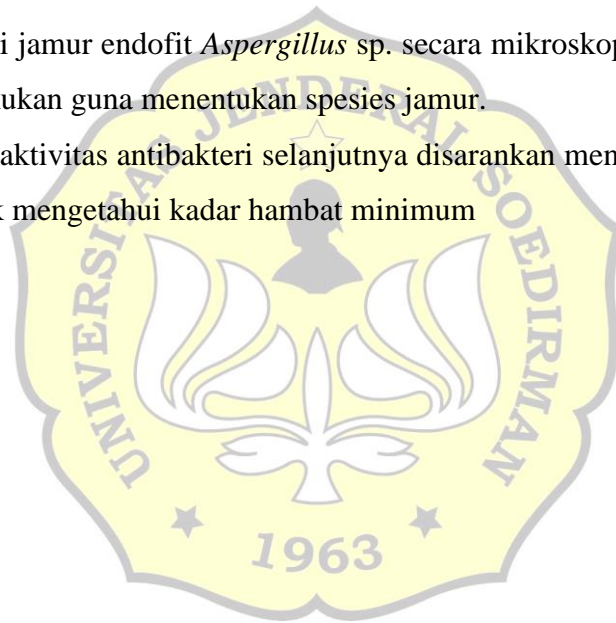 i jamur endofit Aspergillus sp. secara mikroskop
ukan guna menentukan spesies jamur.
aktivitas antibakteri selanjutnya disarankan men
k mengetahui kadar hambat minimum
UNIVERSITAS JENDERAL SOEDIRMAN
1963